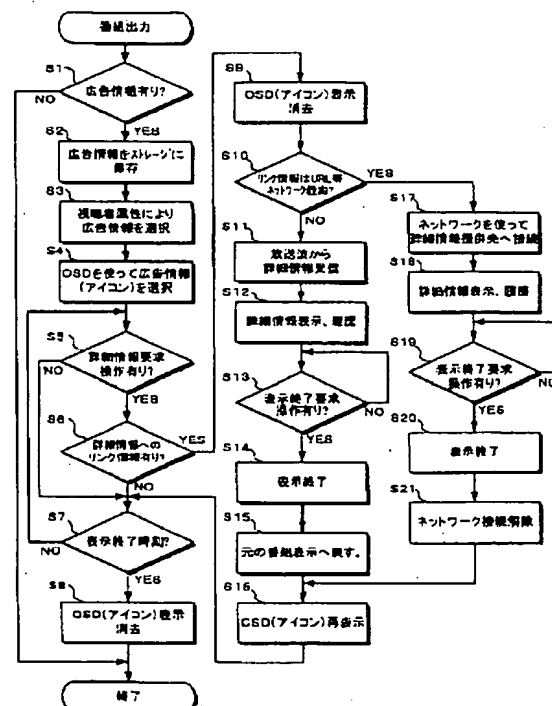 番組出力
S1
広告情報有り?
NO
YES
S2
広告情報をストレージに
保存
S3
視聴者属性により
広告情報を選択
S4
OSDを使って広告情報
(アイコン)を選択
S5
詳細情報要求
操作有り?
NO
YES
S6
詳細情報への
リンク情報有り?
YES
NO
S7
表示終了時刻?
NO
YES
S8
OSD(アイコン)表示
消去
終了
S9
OSD(アイコン)表示
消去
S10
リンク情報はURL等
ネットワーク指向?
YES
NO
S11
放送波から
詳細情報受信
S12
詳細情報表示、
S13
表示終了要求
操作有り?
NO
YES
S14
表示終了
S15
元の番組表示へ戻す。
S16
OSD(アイコン)再表示
S17
ネットワークを使って
詳細情報提供先へ接続
S18
詳細情報表示、
S19
表示終了要求
操作有り?
NO
YES
S20
表示終了
S21
ネットワーク接続解除